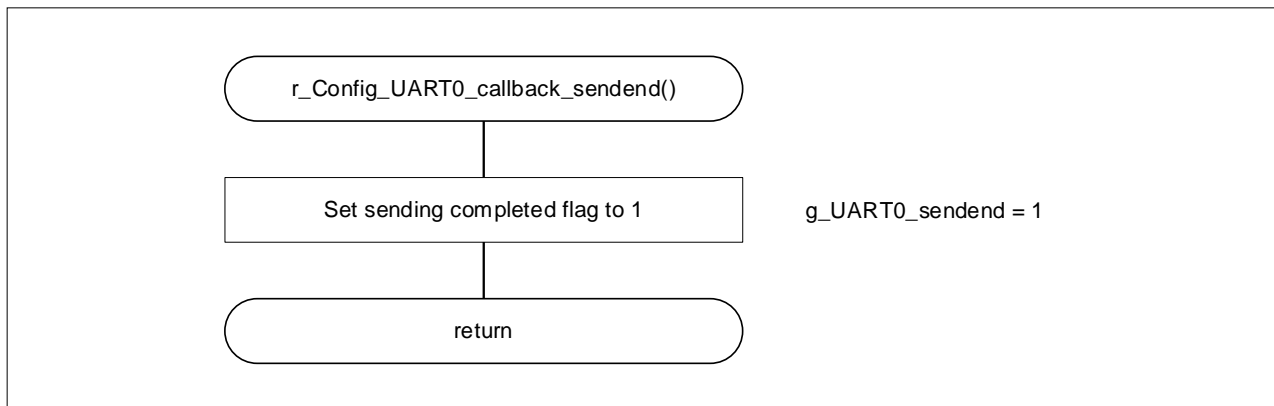 r_Config_UART0_callback_sendend()
Set sending completed flag to 1
g_UART0_sendend = 1
return